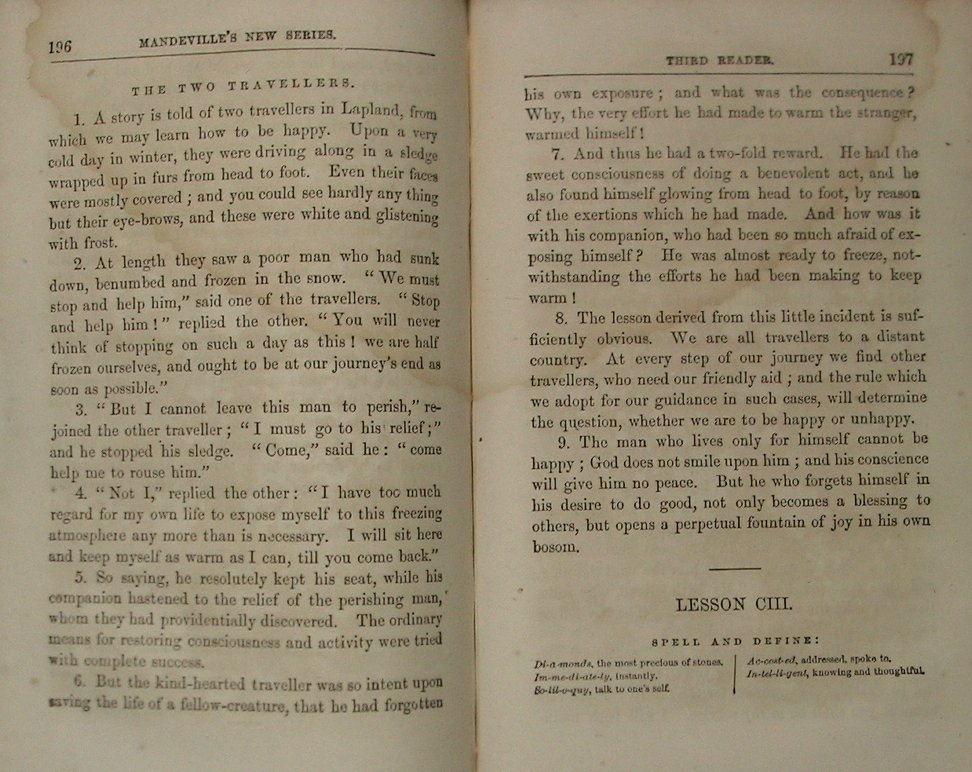 196
MANDEVILLE'S NEW SERIES.
THE TWO TRAVELLERS.
1. A story is told of two travellers in Lapland, from
which we may learn how to be happy. Upon a very
cold day in winter, they were driving along in a sledge
wrapped up in furs from head to foot. Even their faces
were mostly covered ; and you could see hardly any thing
but their eye-brows, and these were white and glistening
with frost.
2. At length they saw a poor man who had sunk
down, benumbed and frozen in the snow. "We must
stop and help him," said one of the travellers. "Stop
and help him !" replied the other. "You will never
think of stopping on such a day as this ! we are half
frozen ourselves, and ought to be at our journey's end as
soon as possible."
3. "But I cannot leave this man to perish," re-
joined the other traveller ; "I must go to his relief ;"
and he stopped his sledge. "Come," said he : "come
help me to rouse him."
4. "Not I," replied the other : "I have too much
regard for my own life to expose myself to this freezing
atmosphere any more than is necessary. I will sit here
and keep myself as warm as I can, till you come back."
5. So saying, he resolutely kept his seat, while his
companion hastened to the relief of the perishing man,
whom they had providentially discovered. The ordinary
means for restoring consciousness and activity were tried
with complete success.
6. But the kind-hearted traveller was so intent upon
saving the life of a fellow-creature, that he had forgotten
THIRD READER.
197
his own exposure ; and what was the consequence ?
Why, the very effort he had made to warm the stranger,
warmed himself !
7. And thus he had a two-fold reward. He had the
sweet consciousness of doing a benevolent act, and he
also found himself glowing from head to foot, by reason
of the exertions which he had made. And how was it
with his companion, who had been so much afraid of ex-
posing himself ? He was almost ready to freeze, not-
withstanding the efforts he had been making to keep
warm !
8. The lesson derived from this little incident is suf-
ficiently obvious. We are all travellers to a distant
country. At every step of our journey we find other
travellers, who need our friendly aid ; and the rule which
we adopt for our guidance in such cases, will determine
the question, whether we are to be happy or unhappy.
9. The man who lives only for himself cannot be
happy ; God does not smile upon him ; and his conscience
will give him no peace. But he who forgets himself in
his desire to do good, not only becomes a blessing to
others, but opens a perpetual fountain of joy in his own
bosom.
LESSON CIII.
SPELL AND DEFINE:
Di-a-monds, the most precious of stones.
Im-me-di-ate-ly, instantly.
So-lil-o-quy, talk to one's self.
Ac-cost-ed, addressed, spoke to.
In-tel-li-gent, knowing and thoughtful.